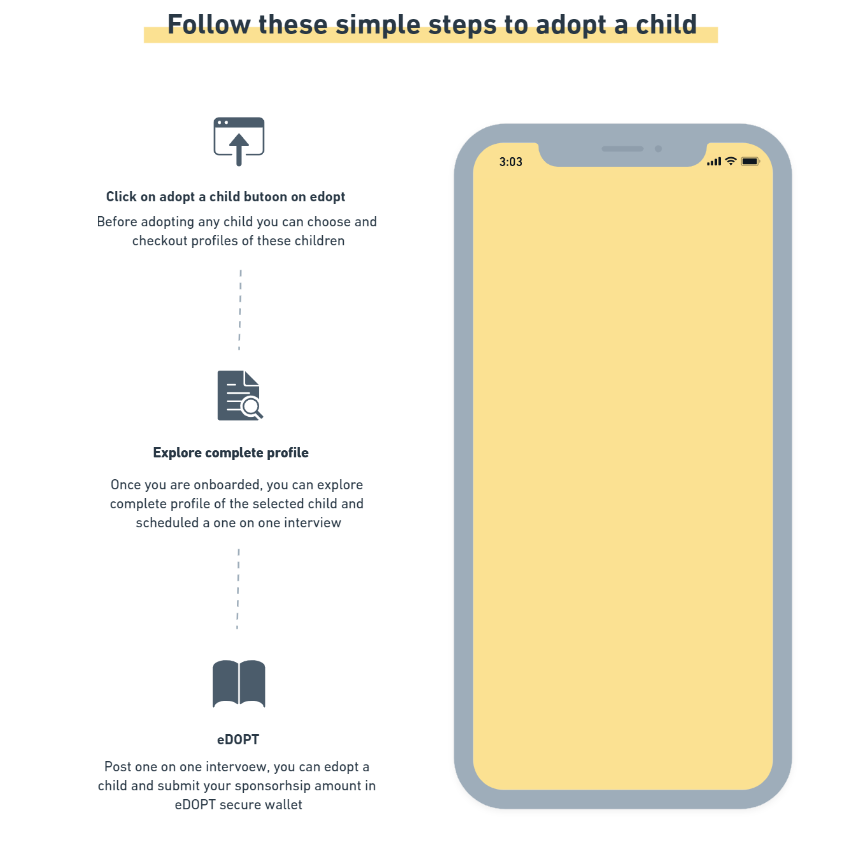 Follow these simple steps to adopt a child
Click on adopt a child butoon on edopt
Before adopting any child you can choose and
checkout profiles of these children
Explore complete profile
Once you are onboarded, you can explore
complete profile of the selected child and
scheduled a one on one interview
eDOPT
Post one on one intervoew, you can edopt a
child and submit your sponsorhsip amount in
eDOPT secure wallet
3:03